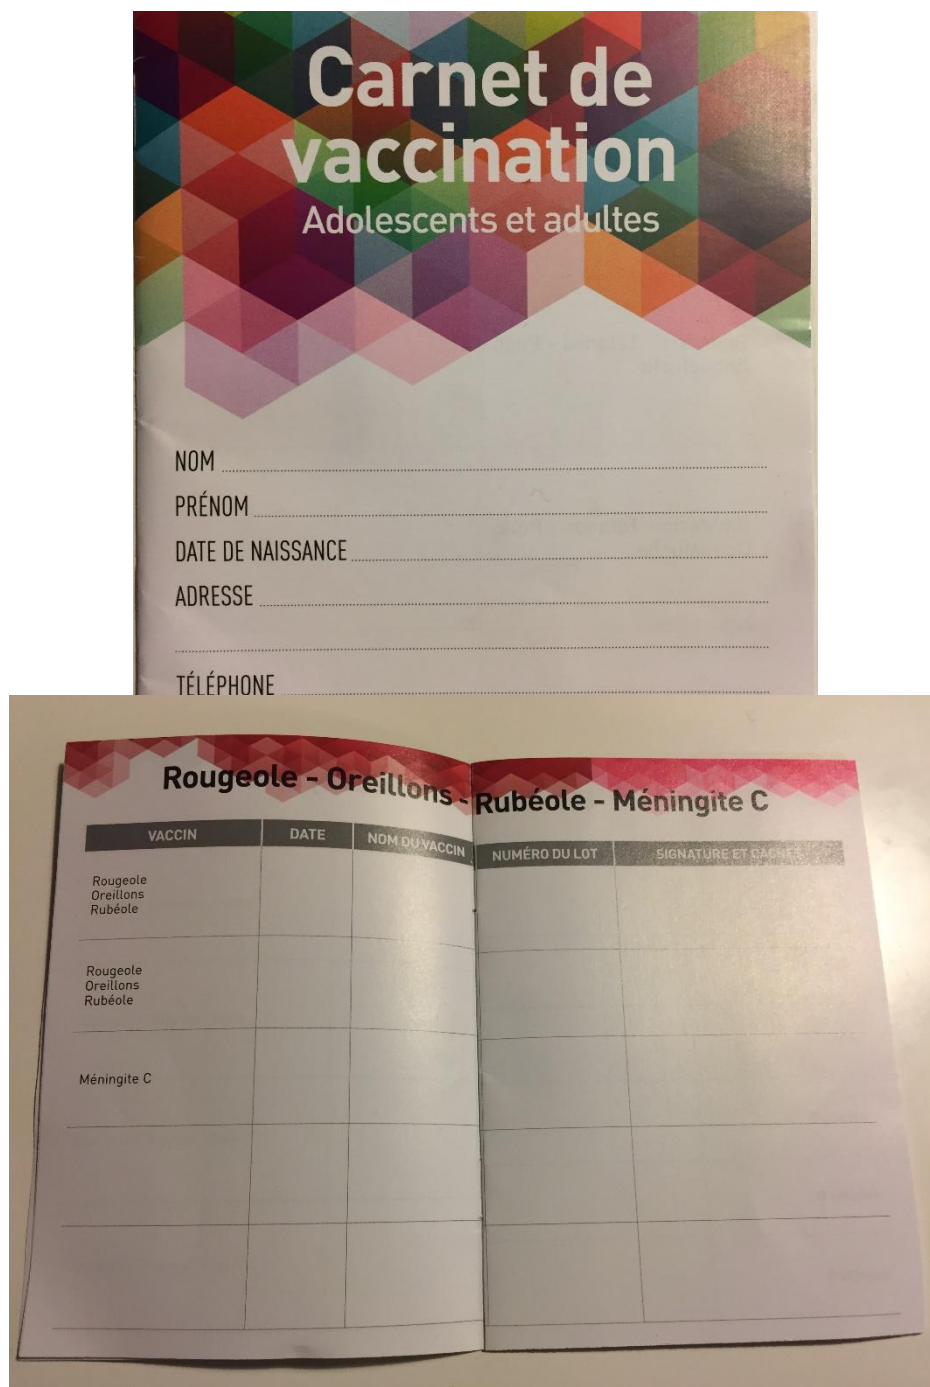 Carnet de
vaccination
Adolescents et adultes
NOM
PRÉNOM
DATE DE NAISSANCE
ADRESSE
TÉLÉPHONE
Rougeole - Oreillons - Rubéole - Méningite C
VACCIN DATE NOM DU VACCIN NUMÉRO DU LOT SIGNATURE ET CACHET
Rougeole
Oreillons
Rubéole
Rougeole
Oreillons
Rubéole
Méningite C